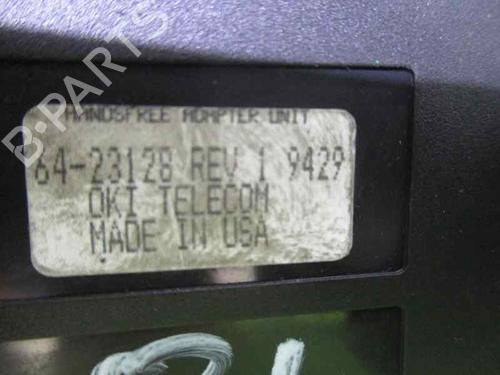 B-PARTS
HANDSFREE ADAPTER UNIT
64-23128 REV 1 9429
OKI TELECOM
MADE IN USA